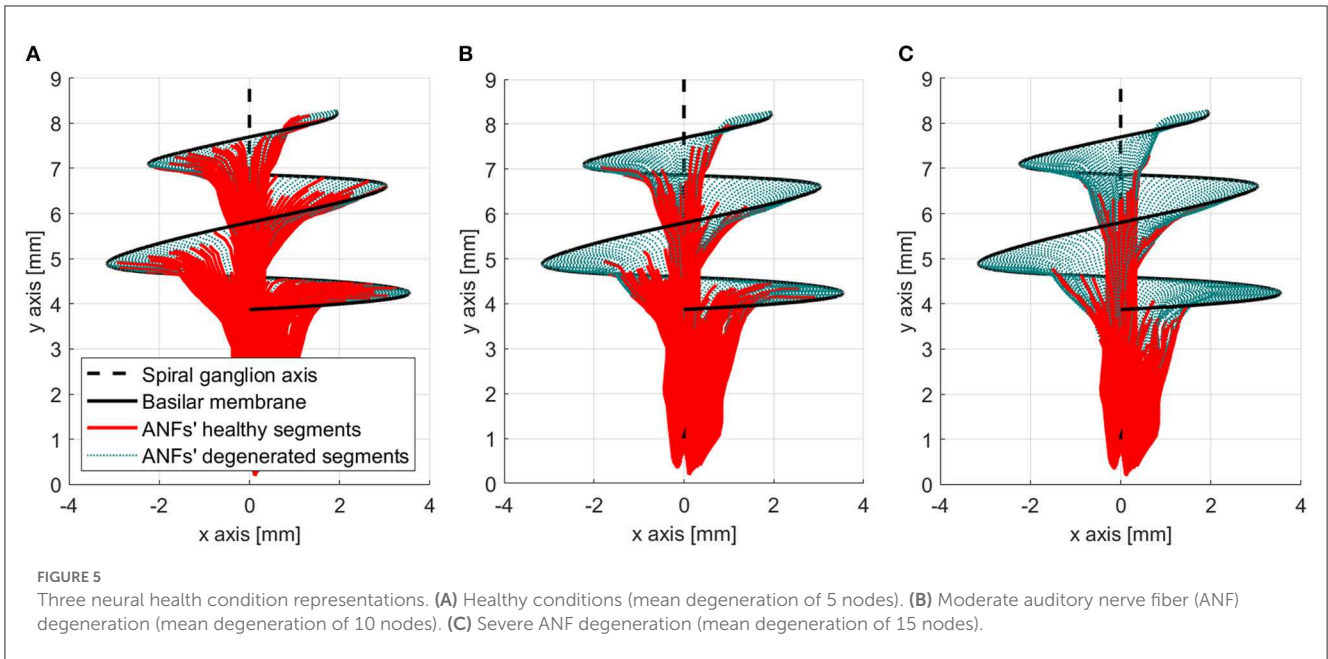 A
9
8
7
6
5
4
3
2
1
0
y axis [mm]
-4
-2
0
2
4
x axis [mm]
Spiral ganglion axis
Basilar membrane
ANFs' healthy segments
ANFs' degenerated segments
B
9
8
7
6
5
4
3
2
1
0
y axis [mm]
-4
-2
0
2
4
x axis [mm]
C
9
8
7
6
5
4
3
2
1
0
y axis [mm]
-4
-2
0
2
4
x axis [mm]
FIGURE 5
Three neural health condition representations. (A) Healthy conditions (mean degeneration of 5 nodes). (B) Moderate auditory nerve fiber (ANF)
degeneration (mean degeneration of 10 nodes). (C) Severe ANF degeneration (mean degeneration of 15 nodes).